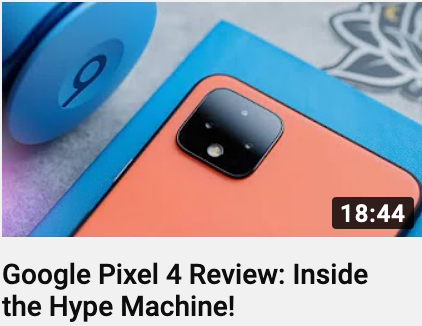 18:44
Google Pixel 4 Review: Inside
the Hype Machine!